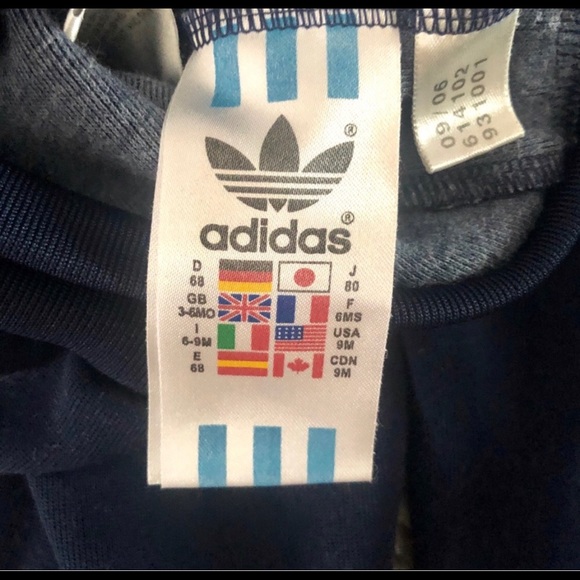 ®
adidas®
D 68 J 80
GB 3-6MO F 6MS
I 6-9M USA 9M
E 68 CDN 9M
09/06
614102
931001